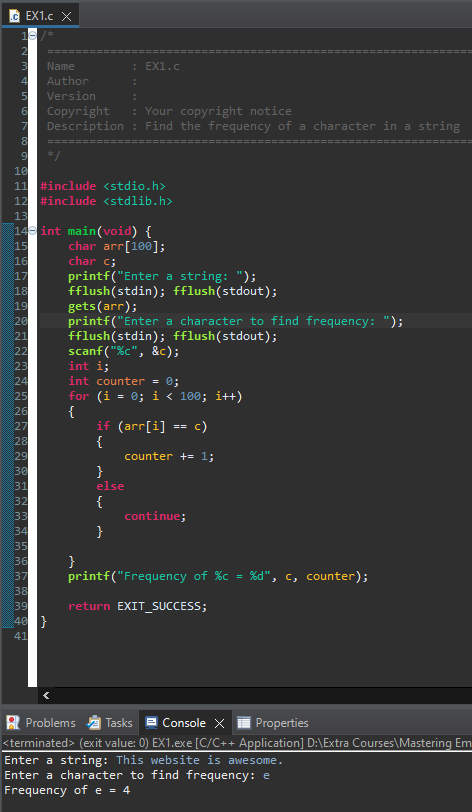 EX1.c
1 /*
2 ============================================================
3 Name        : EX1.c
4 Author      :
5 Version     :
6 Copyright   : Your copyright notice
7 Description : Find the frequency of a character in a string
8 ============================================================
9 */
10
11 #include <stdio.h>
12 #include <stdlib.h>
13
14 int main(void) {
15     char arr[100];
16     char c;
17     printf("Enter a string: ");
18     fflush(stdin); fflush(stdout);
19     gets(arr);
20     printf("Enter a character to find frequency: ");
21     fflush(stdin); fflush(stdout);
22     scanf("%c", &c);
23     int i;
24     int counter = 0;
25     for (i = 0; i < 100; i++)
26     {
27         if (arr[i] == c)
28         {
29             counter += 1;
30         }
31         else
32         {
33             continue;
34         }
35
36     }
37     printf("Frequency of %c = %d", c, counter);
38
39     return EXIT_SUCCESS;
40 }
41
Problems Tasks Console Properties
<terminated> (exit value: 0) EX1.exe [C/C++ Application] D:\Extra Courses\Mastering Em
Enter a string: This website is awesome.
Enter a character to find frequency: e
Frequency of e = 4